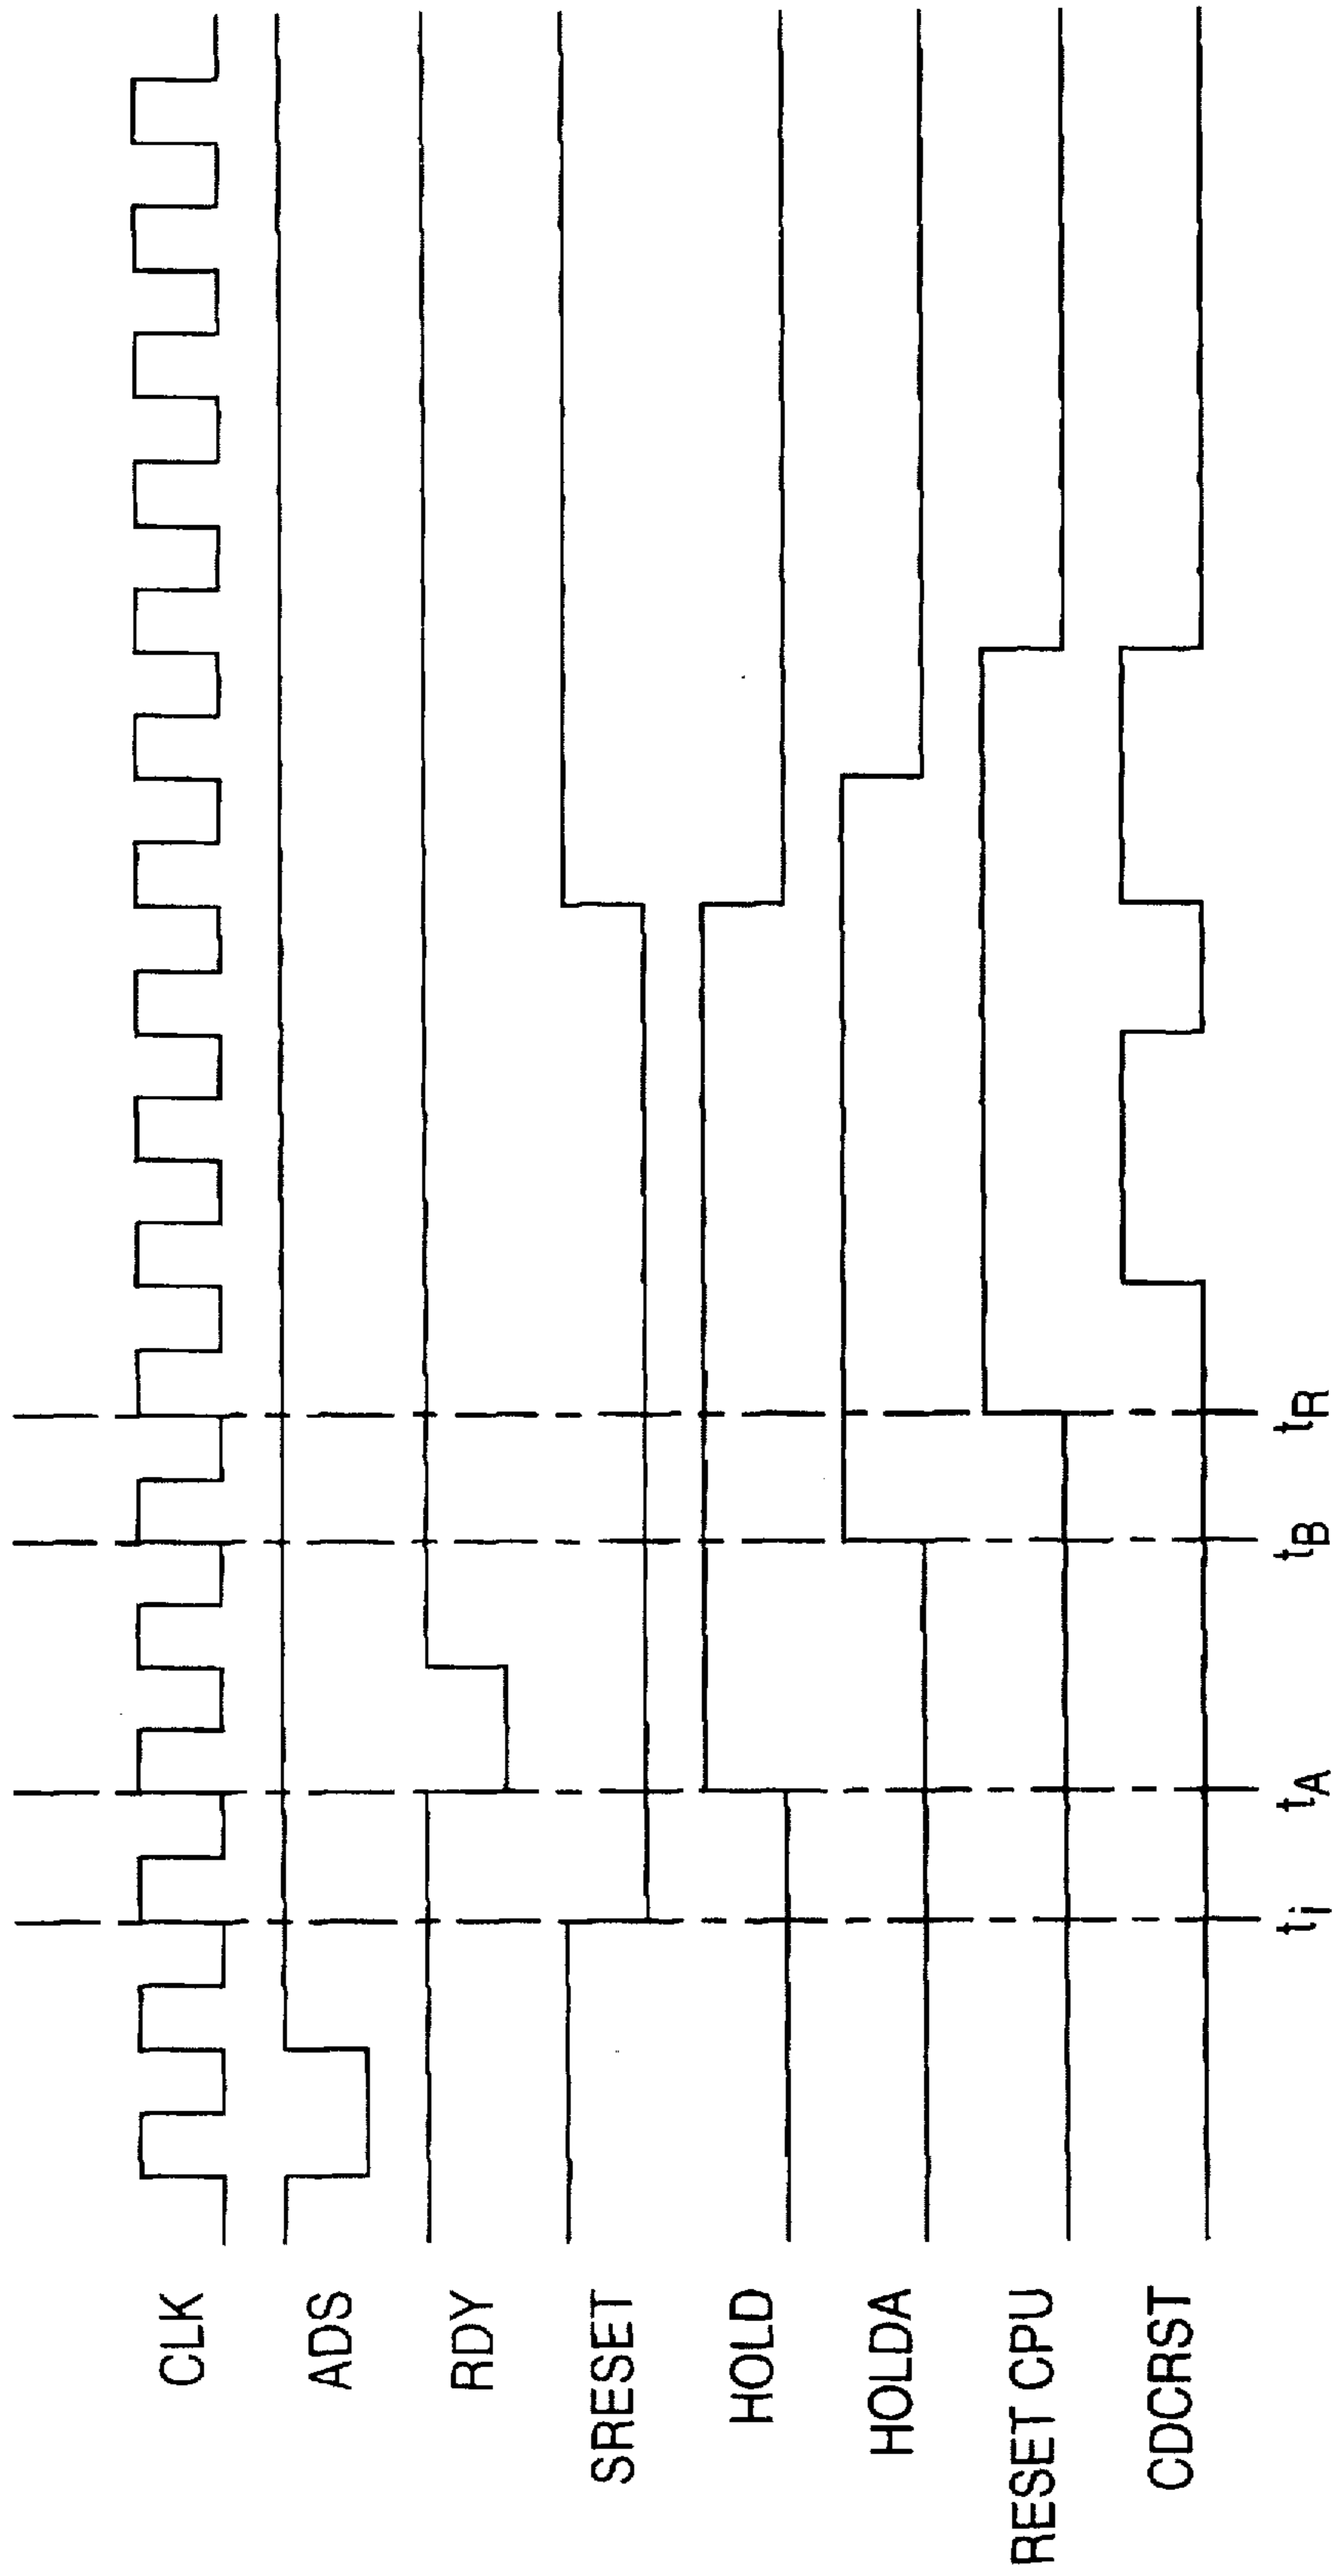 CLK
ADS
RDY
SRESET
HOLD
HOLDA
RESET CPU
CDCRST
ti
tA
tB
tR